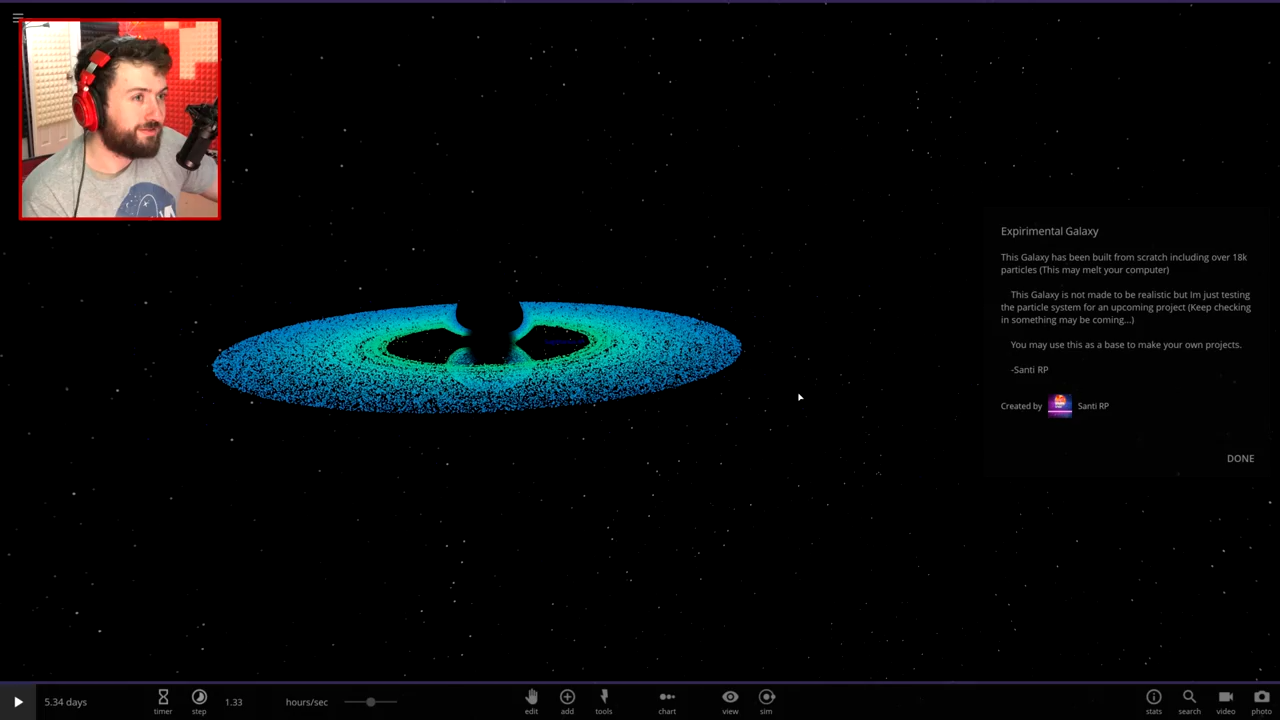 Expirimental Galaxy
This Galaxy has been built from scratch including over 18k
particles (This may melt your computer)
This Galaxy is not made to be realistic but Im just testing
the particle system for an upcoming project (Keep checking
in something may be coming...)
You may use this as a base to make your own projects.
-Santi RP
Created by Santi RP
DONE
5.34 days
timer
step
1.33
hours/sec
edit
add
tools
chart
view
sim
stats
search
video
photo